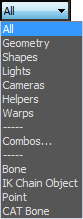 All
All
Geometry
Shapes
Lights
Cameras
Helpers
Warps
-----
Combos...
-----
Bone
IK Chain Object
Point
CAT Bone